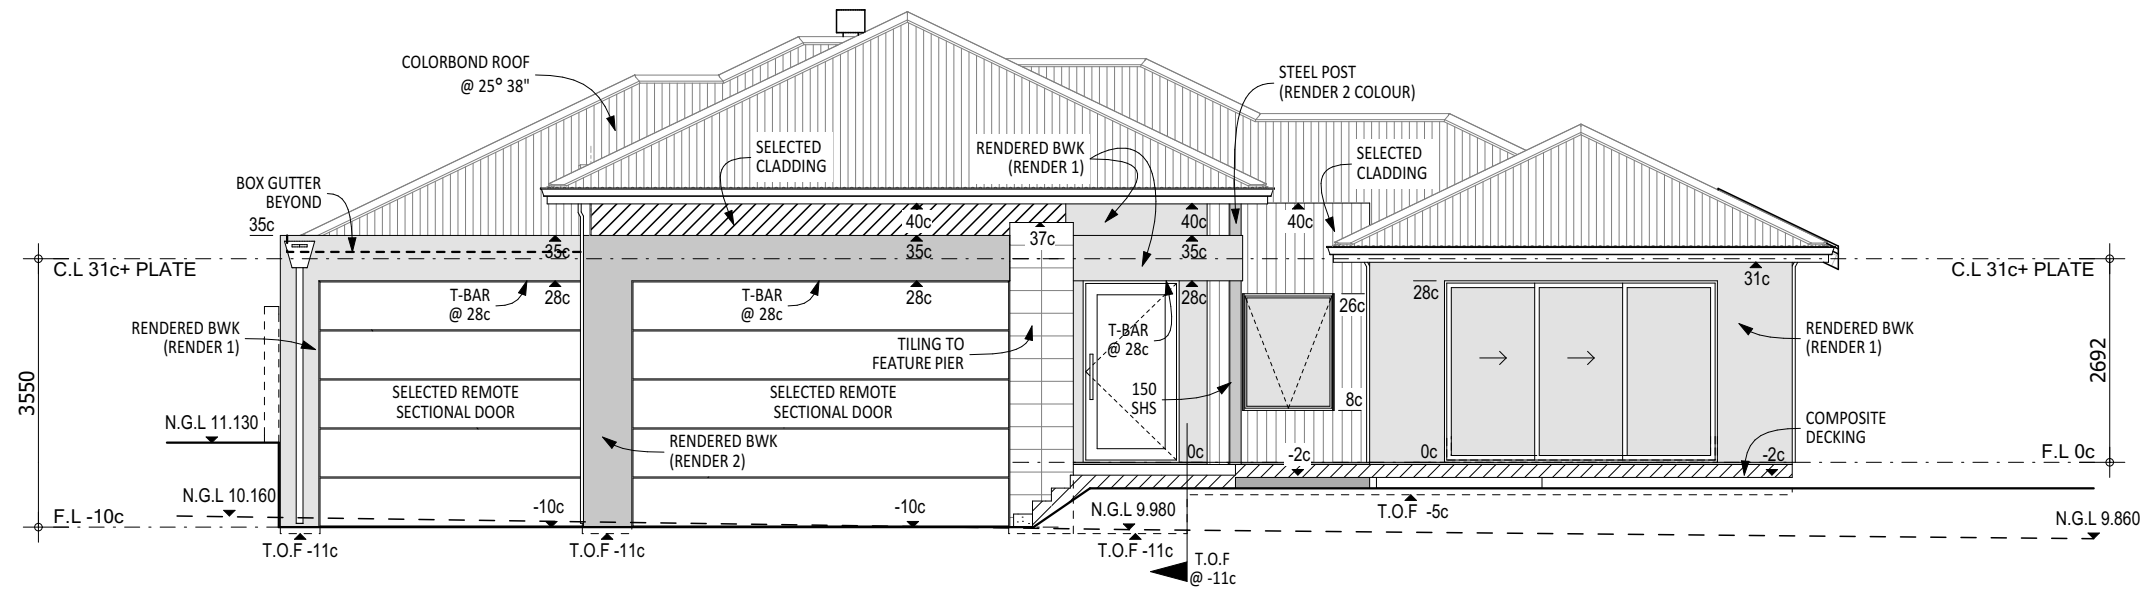 COLORBOND ROOF
@ 25° 38"
STEEL POST
(RENDER 2 COLOUR)
SELECTED
CLADDING
RENDERED BWK
(RENDER 1)
SELECTED
CLADDING
BOX GUTTER
BEYOND
35c
40c
40c
40c
37c
35c
35c
35c
C.L 31c+ PLATE
C.L 31c+ PLATE
31c
T-BAR
@ 28c
28c
T-BAR
@ 28c
28c
28c
26c
28c
RENDERED BWK
(RENDER 1)
TILING TO
FEATURE PIER
T-BAR
@ 28c
RENDERED BWK
(RENDER 1)
3550
2692
SELECTED REMOTE
SECTIONAL DOOR
SELECTED REMOTE
SECTIONAL DOOR
150
SHS
8c
N.G.L 11.130
RENDERED BWK
(RENDER 2)
COMPOSITE
DECKING
0c
-2c
0c
-2c
F.L 0c
N.G.L 10.160
-10c
-10c
N.G.L 9.980
T.O.F -5c
F.L -10c
N.G.L 9.860
T.O.F -11c
T.O.F -11c
T.O.F -11c
T.O.F
@ -11c